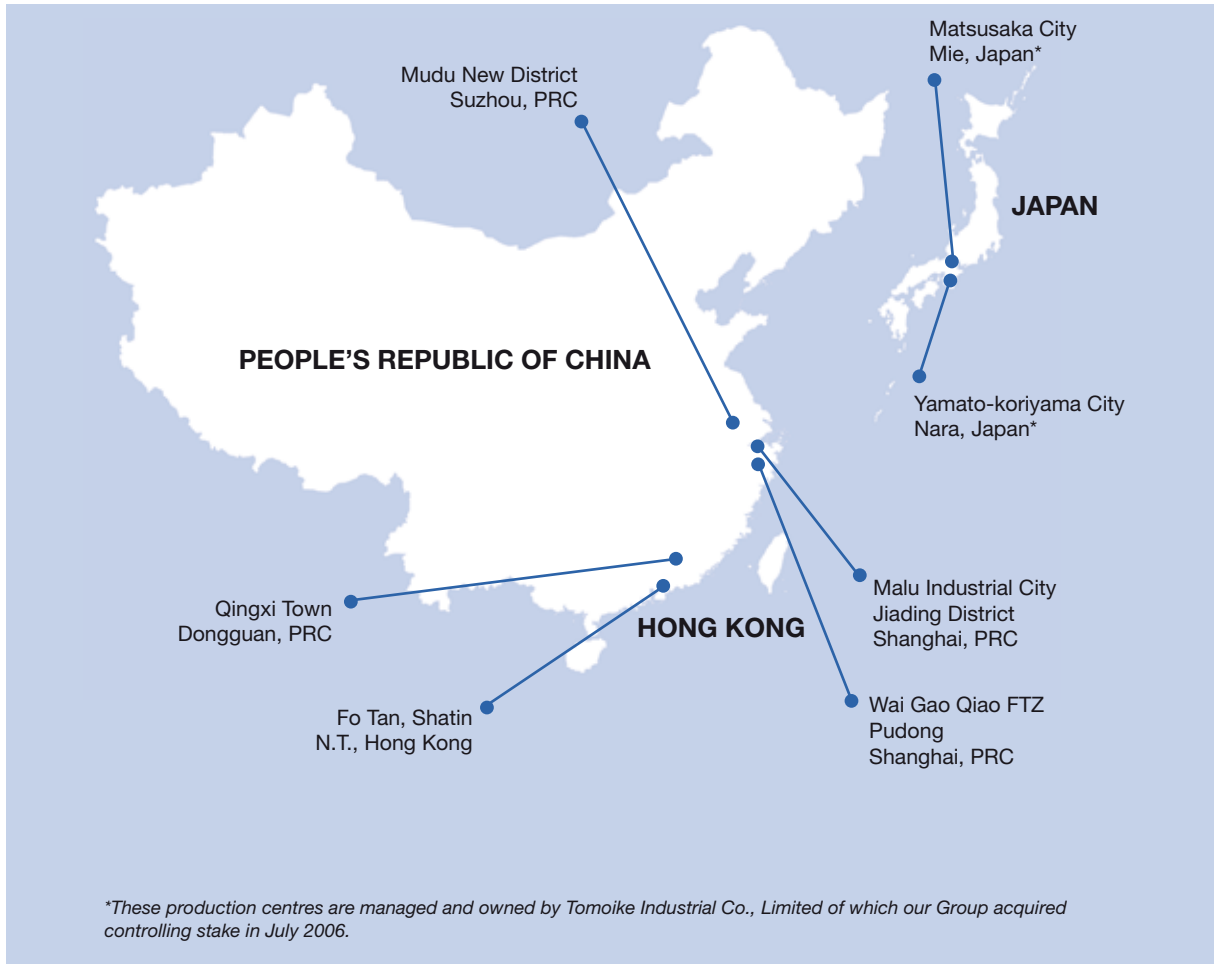 Matsusaka City
Mie, Japan*
Mudu New District
Suzhou, PRC
JAPAN
PEOPLE'S REPUBLIC OF CHINA
Yamato-koriyama City
Nara, Japan*
Malu Industrial City
Jiading District
Shanghai, PRC
Qingxi Town
Dongguan, PRC
HONG KONG
Wai Gao Qiao FTZ
Pudong
Shanghai, PRC
Fo Tan, Shatin
N.T., Hong Kong
*These production centres are managed and owned by Tomoike Industrial Co., Limited of which our Group acquired
controlling stake in July 2006.